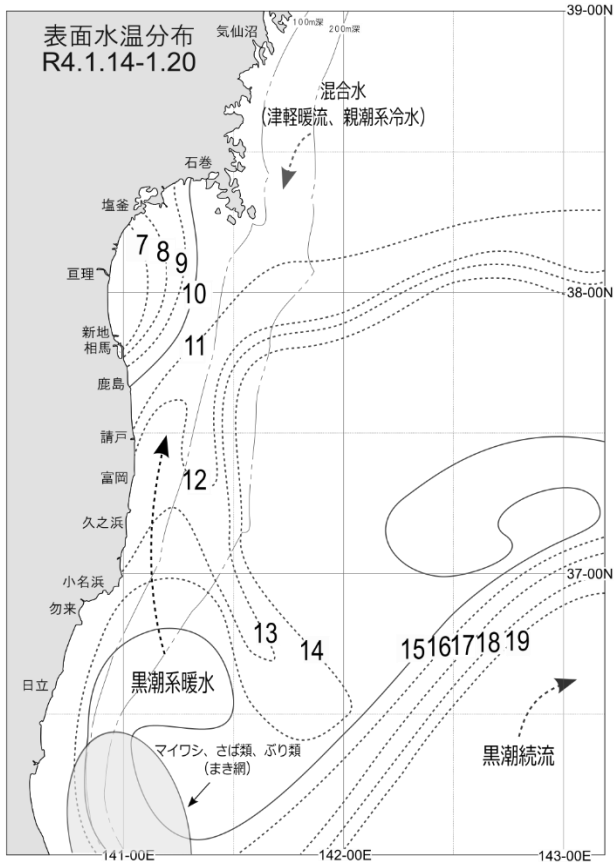 39-00N
表面水温分布
R4.1.14-1.20
気仙沼
100m深
200m深
混合水
(津軽暖流、親潮系冷水)
石巻
塩釜
7
8
9
亘理
10
38-00N
新地
相馬
11
鹿島
請戸
富岡
12
久之浜
小名浜
37-00N
勿来
13
14
15
16
17
18
19
日立
黒潮系暖水
マイワシ、さば類、ぶり類
(まき網)
黒潮続流
141-00E
142-00E
143-00E